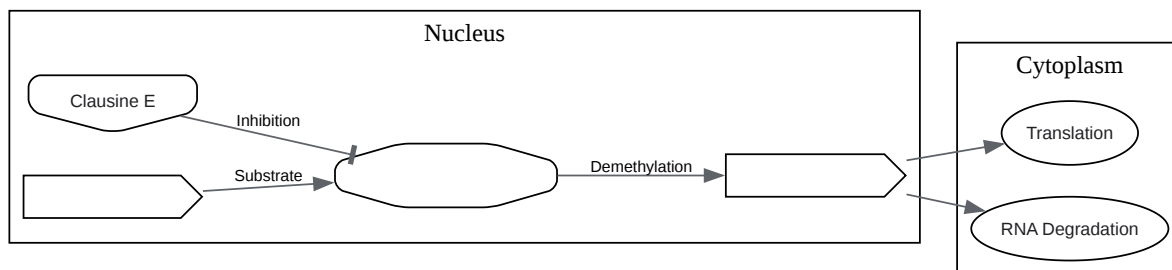 Nucleus
Cytoplasm
Clausine E
Inhibition
Translation
Substrate
Demethylation
RNA Degradation